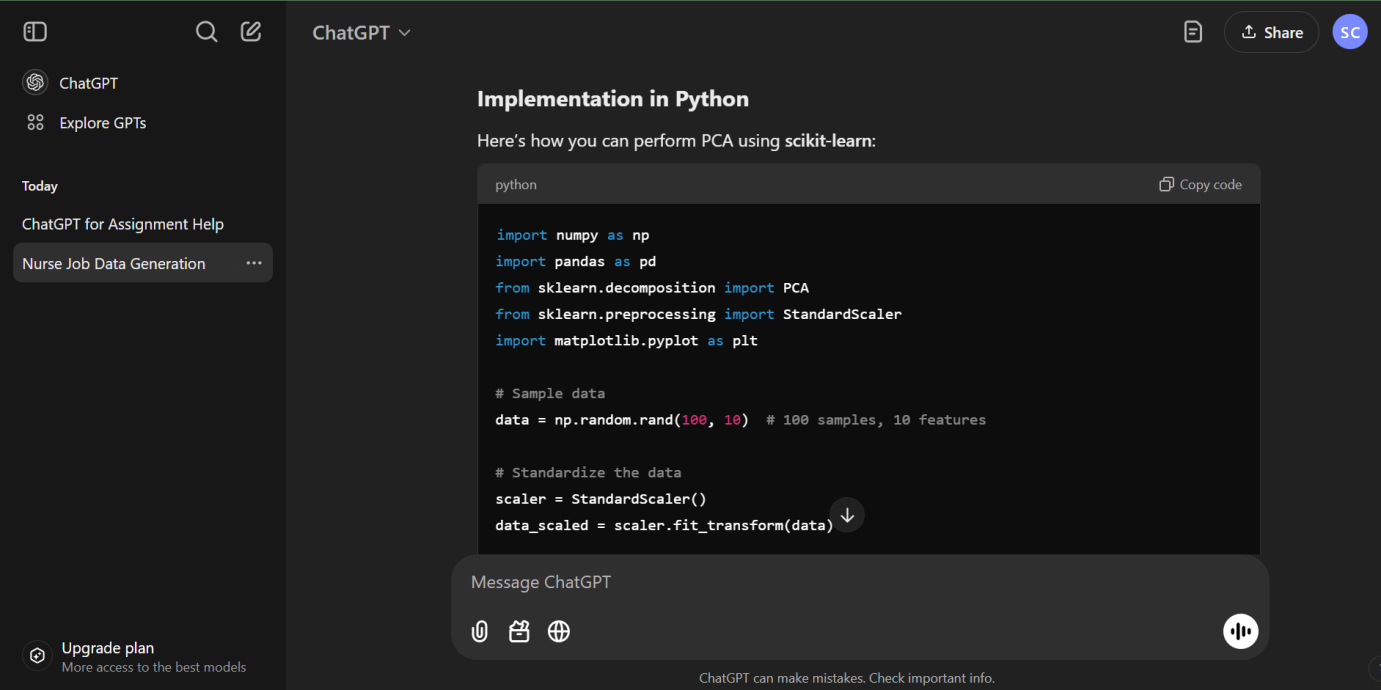 ChatGPT
Explore GPTs
Today
ChatGPT for Assignment Help
Nurse Job Data Generation
Upgrade plan
More access to the best models
ChatGPT
Share
SC
Implementation in Python
Here's how you can perform PCA using scikit-learn:
python
Copy code
import numpy as np
import pandas as pd
from sklearn.decomposition import PCA
from sklearn.preprocessing import StandardScaler
import matplotlib.pyplot as plt
# Sample data
data = np.random.rand(100, 10)  # 100 samples, 10 features
# Standardize the data
scaler = StandardScaler()
data_scaled = scaler.fit_transform(data)
Message ChatGPT
ChatGPT can make mistakes. Check important info.